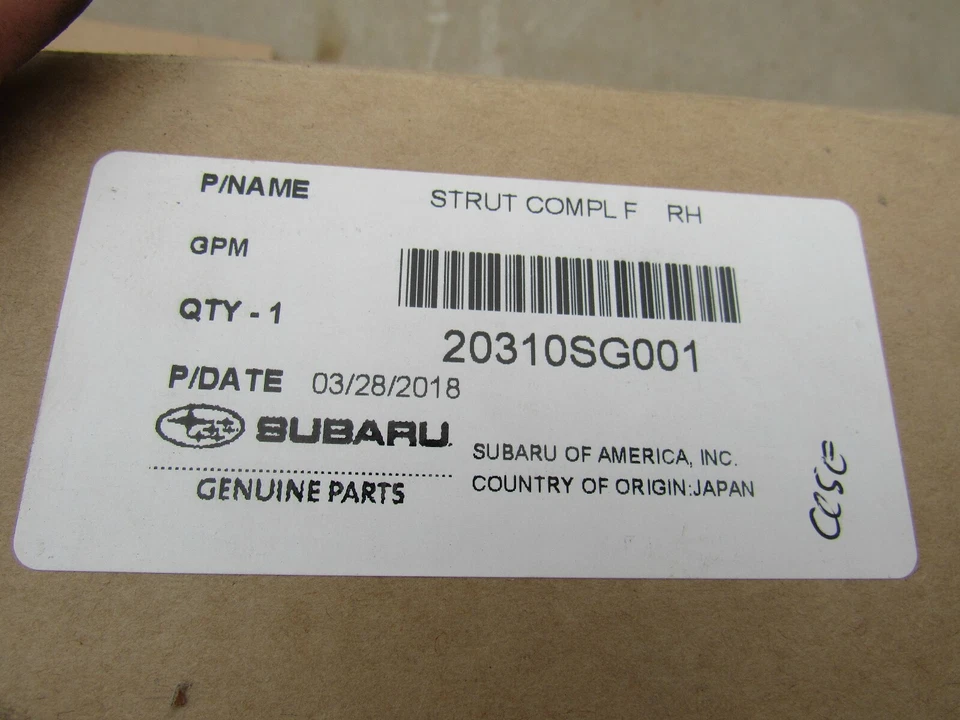 P/NAME STRUT COMPL F RH
GPM
QTY - 1
20310SG001
P/DATE 03/28/2018
SUBARU
GENUINE PARTS
SUBARU OF AMERICA, INC.
COUNTRY OF ORIGIN:JAPAN